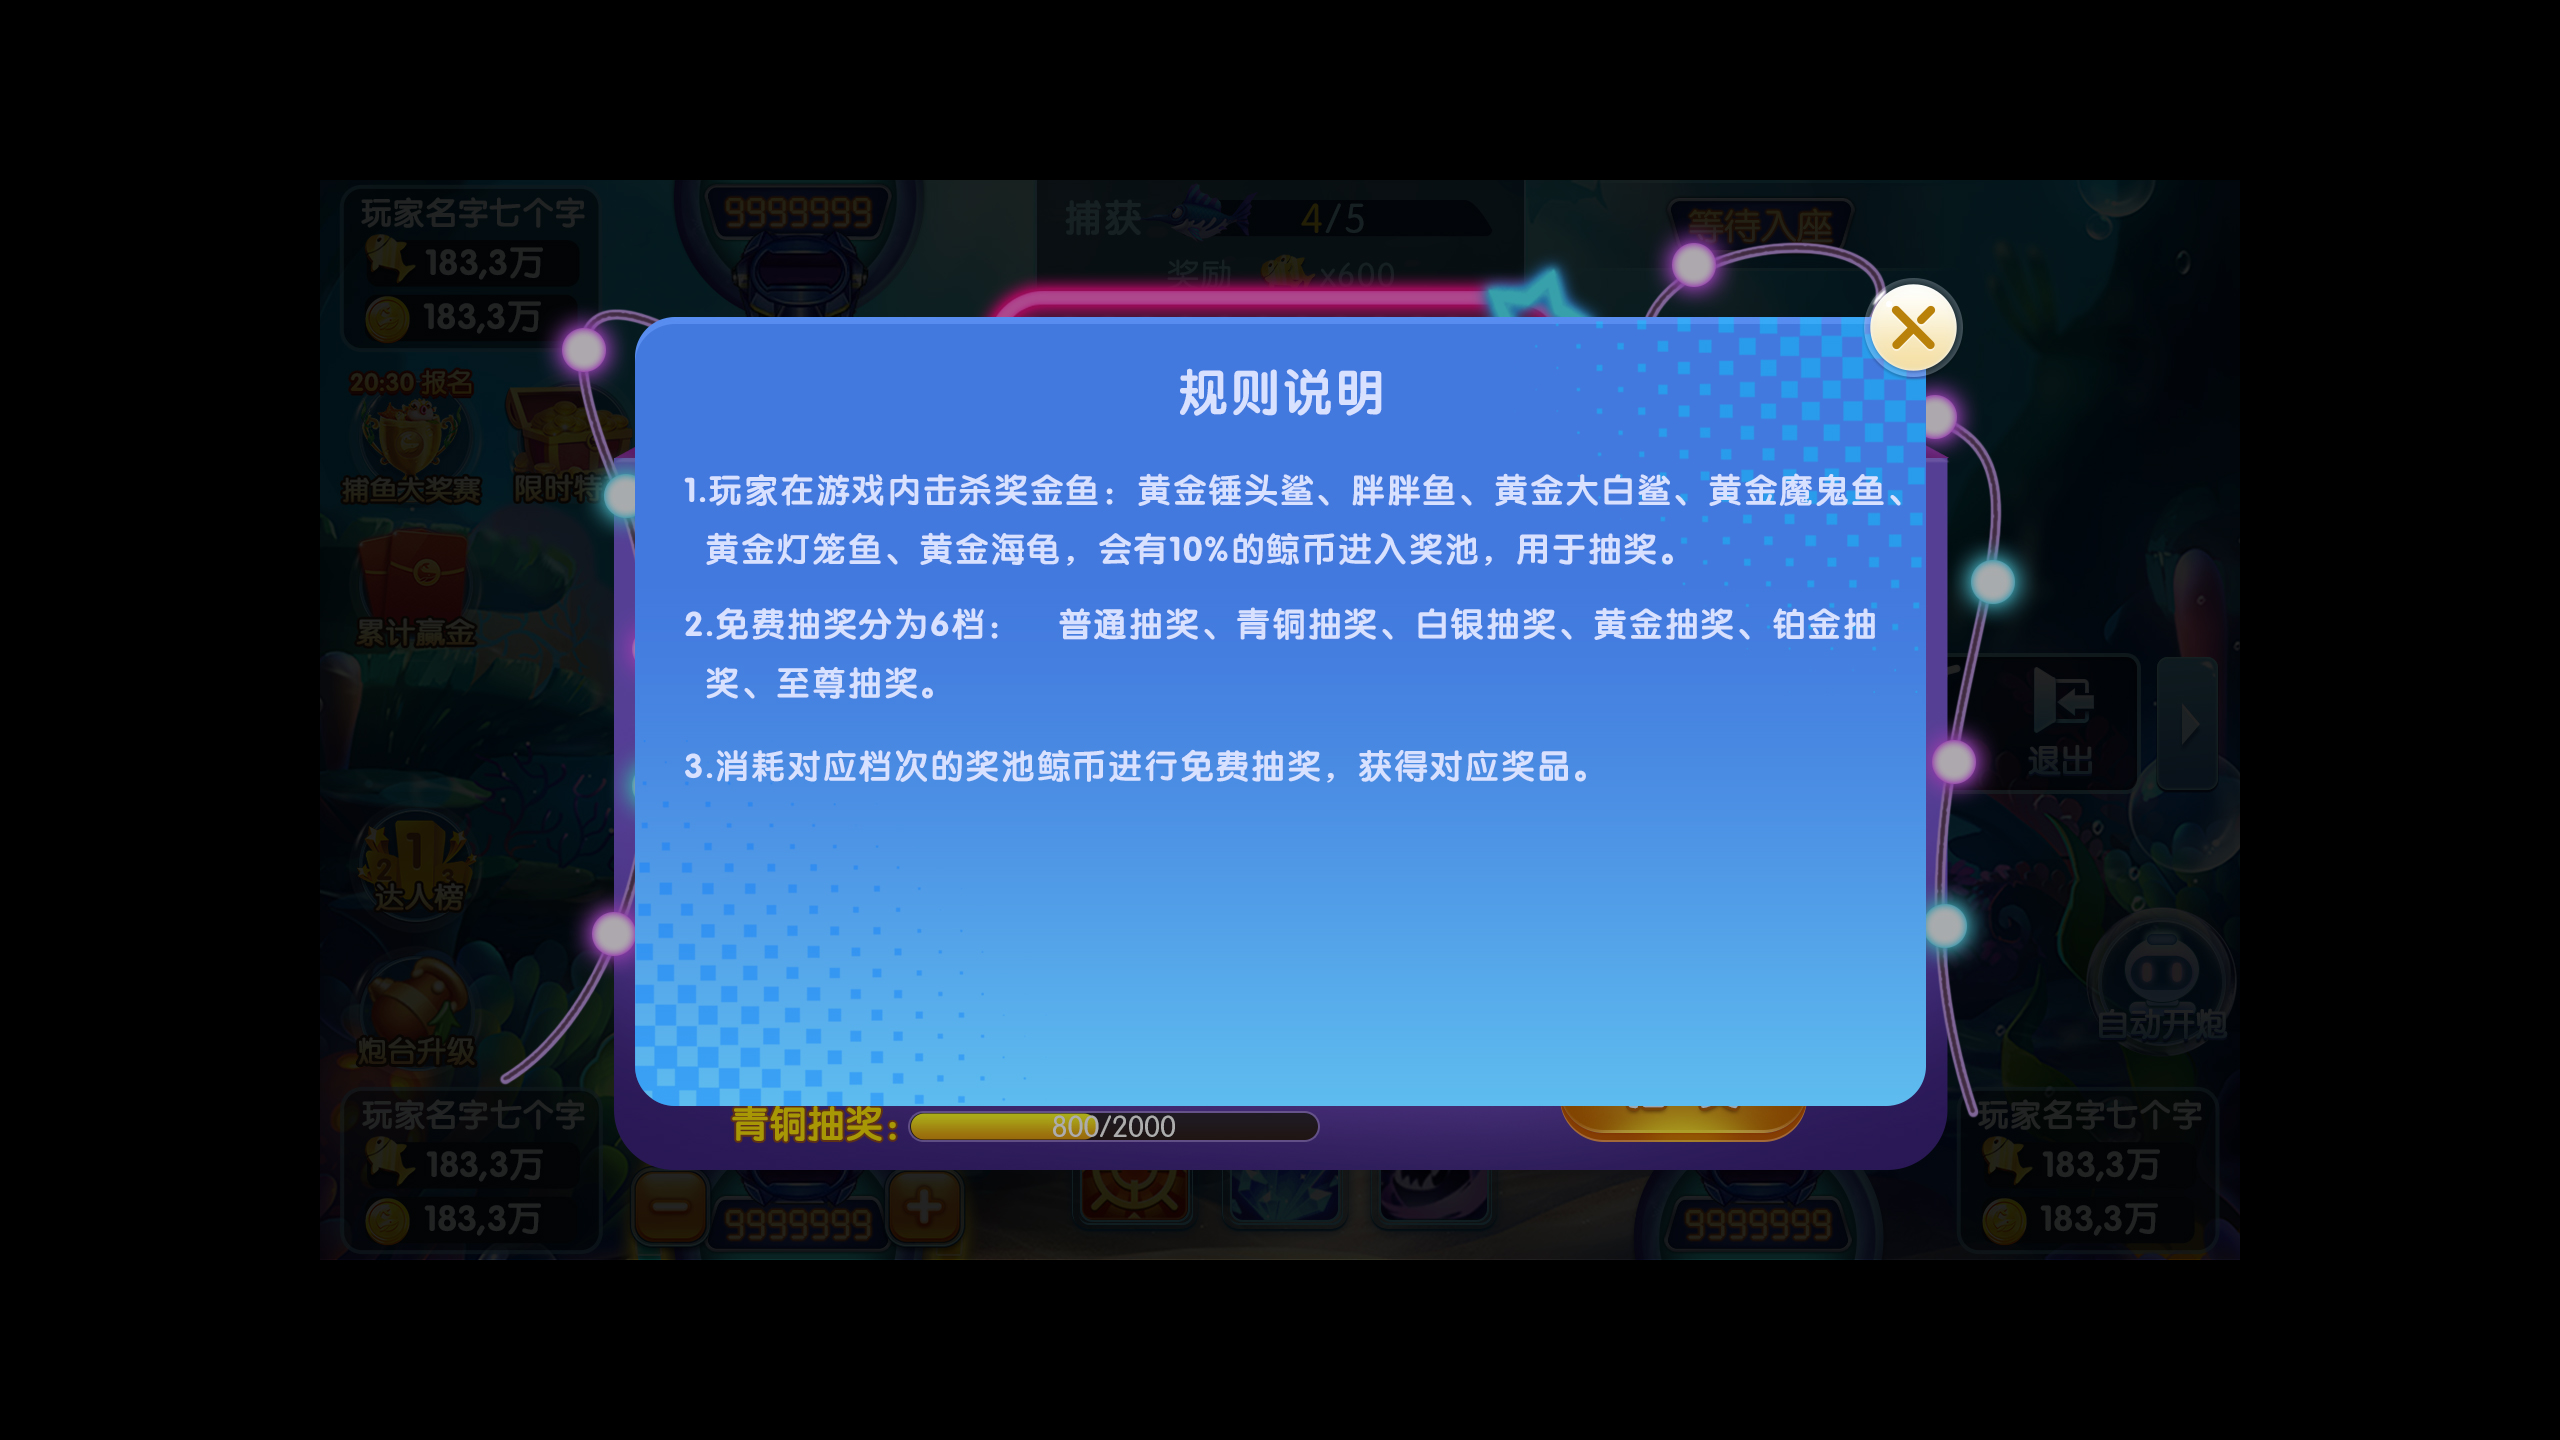 玩家名字七个字
183,3万
183,3万
9999999
捕获
4/5
奖励
x600
等待入座
20:30 报名
捕鱼大奖赛
限时特
累计赢金
达人榜
炮台升级
规则说明
1.玩家在游戏内击杀奖金鱼：黄金锤头鲨、胖胖鱼、黄金大白鲨、黄金魔鬼鱼、
黄金灯笼鱼、黄金海龟，会有10%的鲸币进入奖池，用于抽奖。
2.免费抽奖分为6档： 普通抽奖、青铜抽奖、白银抽奖、黄金抽奖、铂金抽
奖、至尊抽奖。
3.消耗对应档次的奖池鲸币进行免费抽奖，获得对应奖品。
退出
自动开炮
青铜抽奖：
800/2000
玩家名字七个字
183,3万
183,3万
9999999
9999999
玩家名字七个字
183,3万
183,3万